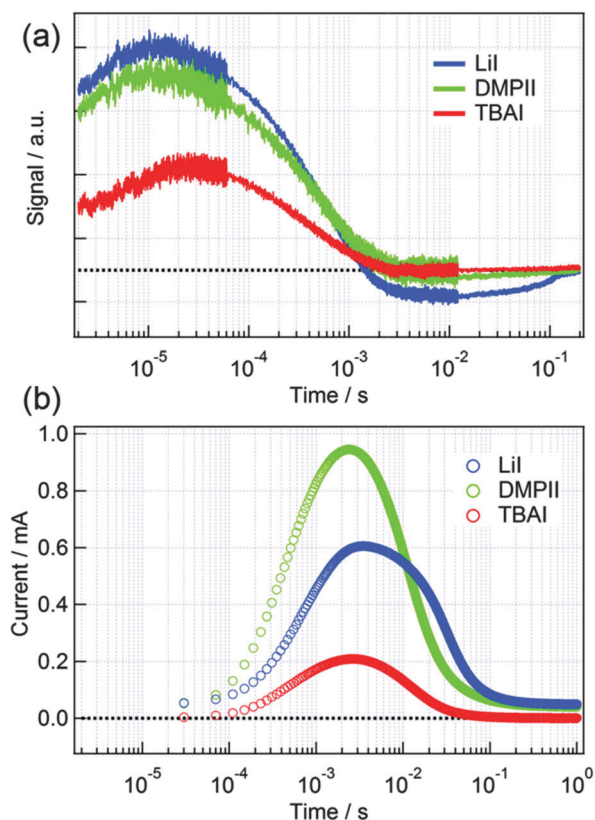 (a)
LiI
DMPII
TBAI
Signal / a.u.
10⁻⁵ 10⁻⁴ 10⁻³ 10⁻² 10⁻¹
Time / s
(b)
1.0
0.8
0.6
0.4
0.2
0.0
LiI
DMPII
TBAI
Current / mA
10⁻⁵ 10⁻⁴ 10⁻³ 10⁻² 10⁻¹ 10⁰
Time / s